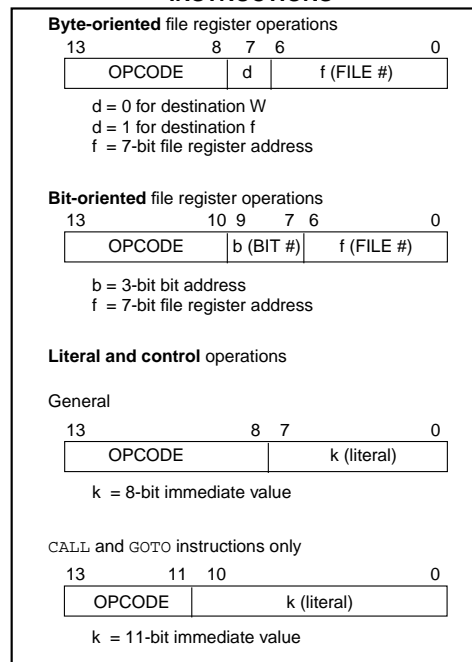 INSTRUCTIONS
Byte-oriented file register operations
13 8 7 6 0
OPCODE d f (FILE #)
d = 0 for destination W
d = 1 for destination f
f = 7-bit file register address
Bit-oriented file register operations
13 10 9 7 6 0
OPCODE b (BIT #) f (FILE #)
b = 3-bit bit address
f = 7-bit file register address
Literal and control operations
General
13 8 7 0
OPCODE k (literal)
k = 8-bit immediate value
CALL and GOTO instructions only
13 11 10 0
OPCODE k (literal)
k = 11-bit immediate value